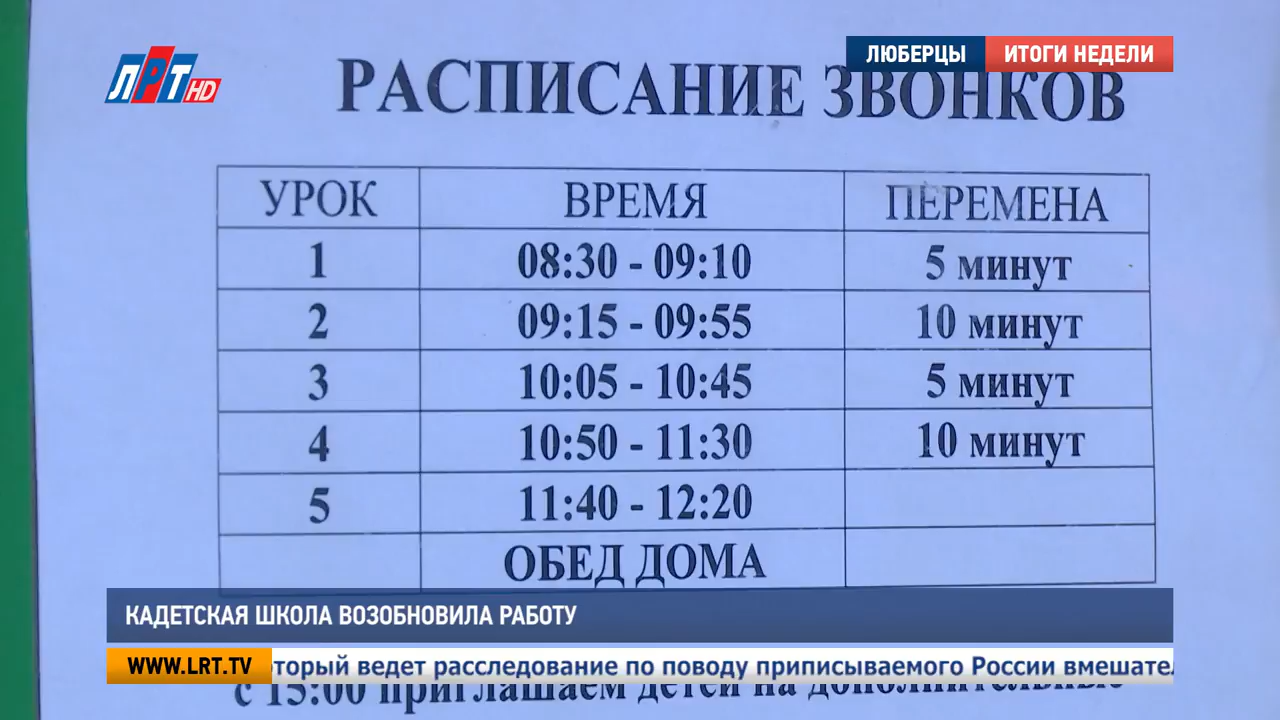 ЛРТ HD
ЛЮБЕРЦЫ ИТОГИ НЕДЕЛИ
РАСПИСАНИЕ ЗВОНКОВ
УРОК ВРЕМЯ ПЕРЕМЕНА
1 08:30 - 09:10 5 минут
2 09:15 - 09:55 10 минут
3 10:05 - 10:45 5 минут
4 10:50 - 11:30 10 минут
5 11:40 - 12:20
ОБЕД ДОМА
КАДЕТСКАЯ ШКОЛА ВОЗОБНОВИЛА РАБОТУ
WWW.LRT.TV оторый ведет расследование по поводу приписываемого России вмешател
с 15:00 приглашаем детей на дополнительные